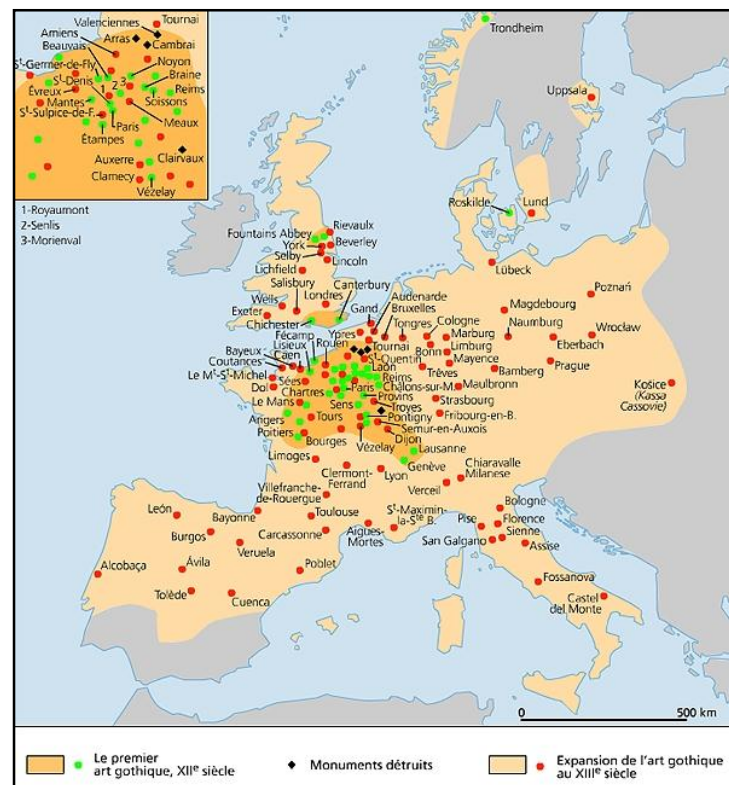 Valenciennes
Tournai
Amiens
Arras
Beauvais
Cambrai
St-Germer-de-Fly
Noyon
St-Denis
Braine
Évreux
1
2
3
Reims
Mantes
Soissons
St-Sulpice-de-F.
Paris
Meaux
Étampes
Auxerre
Clairvaux
Clamecy
Vézelay
1-Royaumont
2-Senlis
3-Morienval
Trondheim
Uppsala
Roskilde
Lund
Fountains Abbey
Rievaulx
York
Beverley
Selby
Lincoln
Lichfield
Lübeck
Salisbury
Canterbury
Poznań
Wells
Londres
Gand
Audenarde
Bruxelles
Magdebourg
Exeter
Tongres
Cologne
Naumburg
Wrocław
Chichester
Ypres
Marburg
Fécamp
Rouen
Tournai
Bonn
Limburg
Eberbach
Lisieux
St-Quentin
Mayence
Prague
Bayeux
Caen
Laon
Trêves
Bamberg
Coutances
Reims
Le Mt-St-Michel
Sées
Paris
Châlons-sur-M.
Maulbronn
Košice
(Kassa
Cassovie)
Dol
Chartres
Provins
Strasbourg
Le Mans
Sens
Troyes
Fribourg-en-B.
Angers
Tours
Pontigny
Semur-en-Auxois
Poitiers
Bourges
Vézelay
Dijon
Lausanne
Limoges
Genève
Clermont-
Ferrand
Lyon
Chiaravalle
Milanese
Villefranche-
de-Rouergue
Verceil
León
Bayonne
Toulouse
St-Maximin-
la-Ste B.
Bologne
Burgos
Carcassonne
Aigues-
Mortes
Pise
Florence
Sienne
San Galgano
Veruela
Assise
Alcobaça
Ávila
Poblet
Fossanova
Tolède
Cuenca
Castel
del Monte
0
500 km
Le premier
art gothique, XIIe siècle
Monuments détruits
Expansion de l'art gothique
au XIIIe siècle